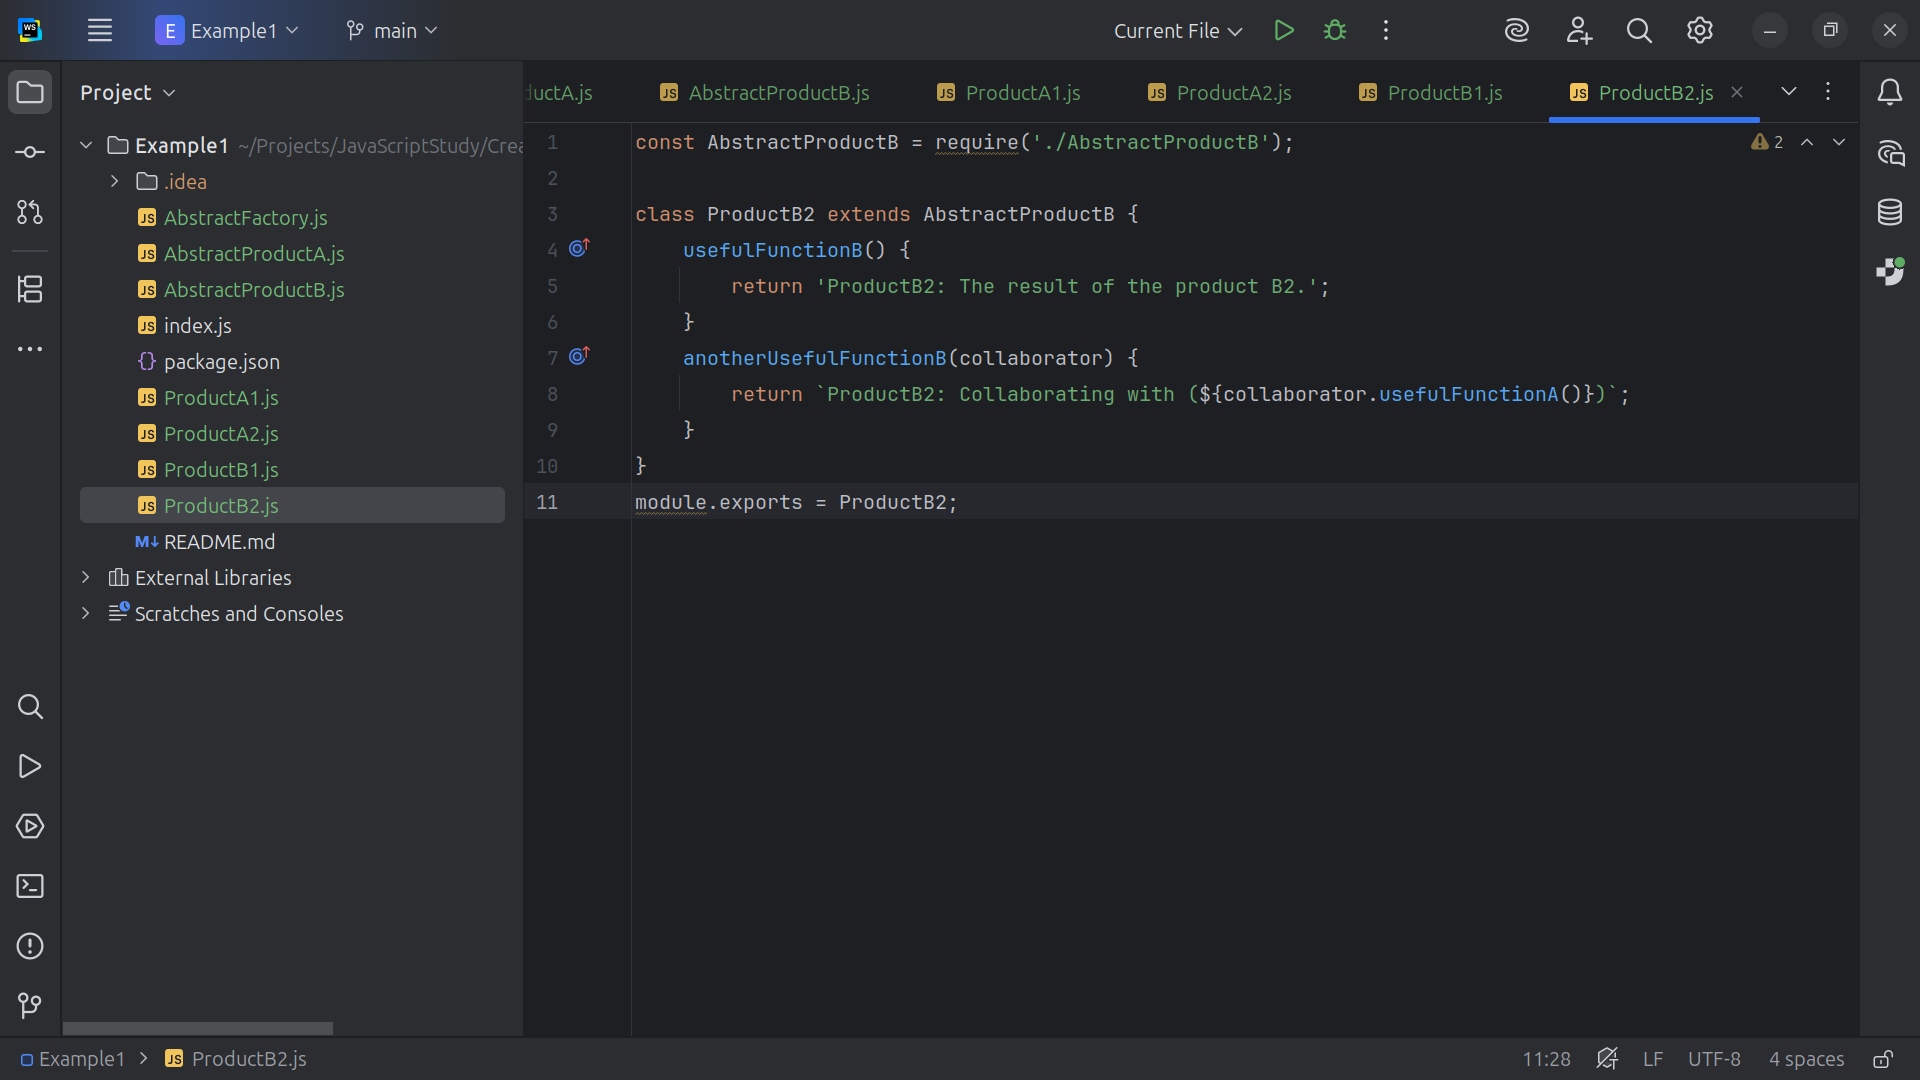 E Example1
main
Current File
Project
ductA.js
AbstractProductB.js
ProductA1.js
ProductA2.js
ProductB1.js
ProductB2.js
Example1 ~/Projects/JavaScriptStudy/Crea
.idea
AbstractFactory.js
AbstractProductA.js
AbstractProductB.js
index.js
package.json
ProductA1.js
ProductA2.js
ProductB1.js
ProductB2.js
README.md
External Libraries
Scratches and Consoles
1 const AbstractProductB = require('./AbstractProductB');
2
3 class ProductB2 extends AbstractProductB {
4 usefulFunctionB() {
5 return 'ProductB2: The result of the product B2.';
6 }
7 anotherUsefulFunctionB(collaborator) {
8 return `ProductB2: Collaborating with (${collaborator.usefulFunctionA()})`;
9 }
10 }
11 module.exports = ProductB2;
2
Example1 > ProductB2.js
11:28
LF
UTF-8
4 spaces